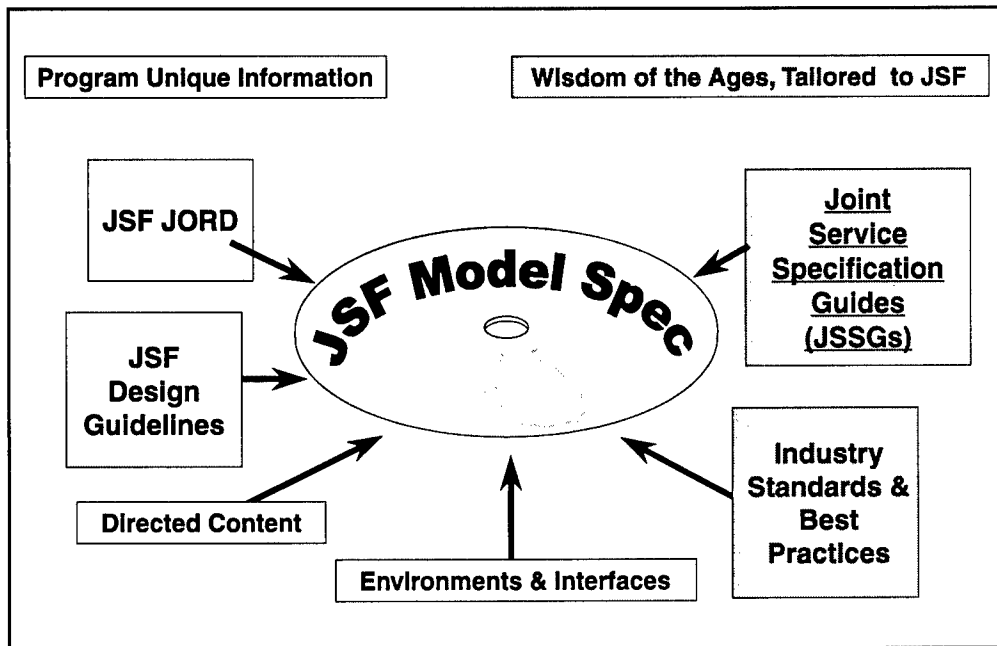 Program Unique Information
Wisdom of the Ages, Tailored to JSF
JSF JORD
JSF Model Spec
Joint
Service
Specification
Guides
(JSSGs)
JSF
Design
Guidelines
Industry
Standards &
Best
Practices
Directed Content
Environments & Interfaces